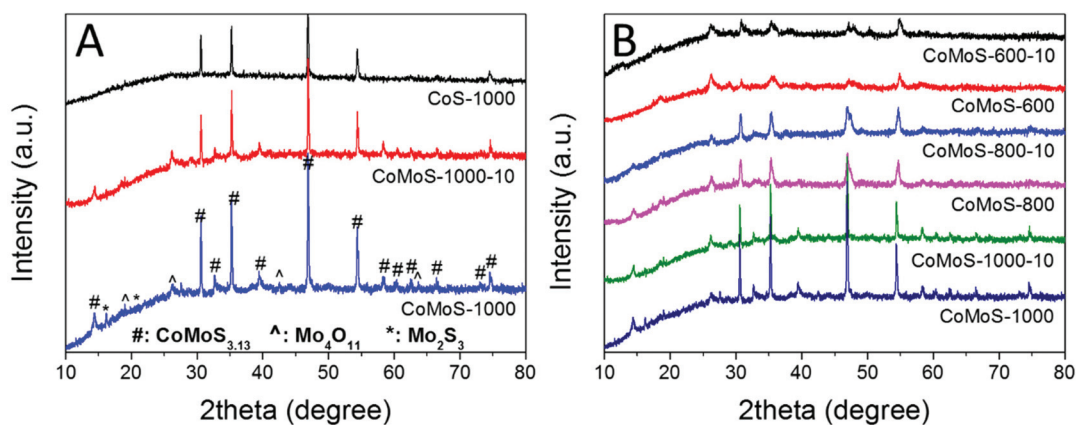 A
Intensity (a.u.)
CoS-1000
CoMoS-1000-10
#
#
#
#
#
#
#
#
#
#
#
#
#
^
^
^
^
*
*
CoMoS-1000
#: CoMoS3.13 ^: Mo4O11 *: Mo2S3
10 20 30 40 50 60 70 80
2theta (degree)
B
Intensity (a.u.)
CoMoS-600-10
CoMoS-600
CoMoS-800-10
CoMoS-800
CoMoS-1000-10
CoMoS-1000
10 20 30 40 50 60 70 80
2theta (degree)